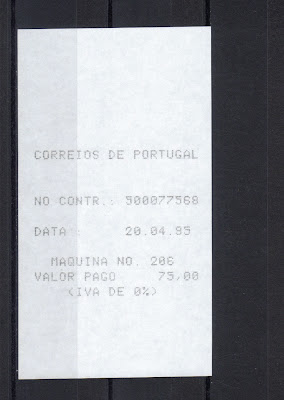 CORREIOS DE PORTUGAL
NO CONTR.: 500077568
DATA : 20.04.95
MAQUINA NO. 206
VALOR PAGO 75,00
(IVA DE 0%)